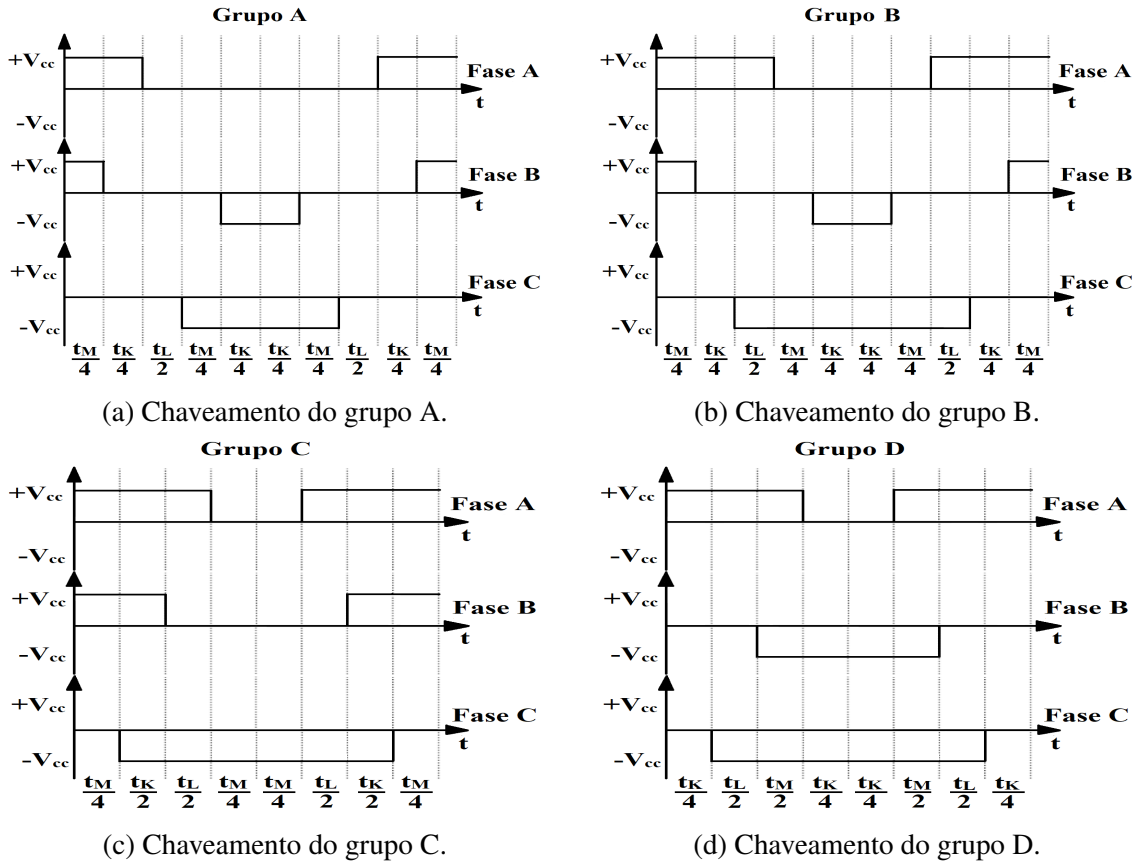 Grupo A
+Vcc
Fase A
t
-Vcc
+Vcc
Fase B
t
-Vcc
+Vcc
Fase C
t
-Vcc
tM/4 tK/4 tL/2 tM/4 tK/4 tK/4 tM/4 tL/2 tK/4 tM/4
(a) Chaveamento do grupo A.
Grupo B
+Vcc
Fase A
t
-Vcc
+Vcc
Fase B
t
-Vcc
+Vcc
Fase C
t
-Vcc
tM/4 tK/4 tL/2 tM/4 tK/4 tK/4 tM/4 tL/2 tK/4 tM/4
(b) Chaveamento do grupo B.
Grupo C
+Vcc
Fase A
t
-Vcc
+Vcc
Fase B
t
-Vcc
+Vcc
Fase C
t
-Vcc
tM/4 tK/2 tL/2 tM/4 tM/4 tL/2 tK/2 tM/4
(c) Chaveamento do grupo C.
Grupo D
+Vcc
Fase A
t
-Vcc
+Vcc
Fase B
t
-Vcc
+Vcc
Fase C
t
-Vcc
tK/4 tL/2 tM/2 tK/4 tK/4 tM/2 tL/2 tK/4
(d) Chaveamento do grupo D.